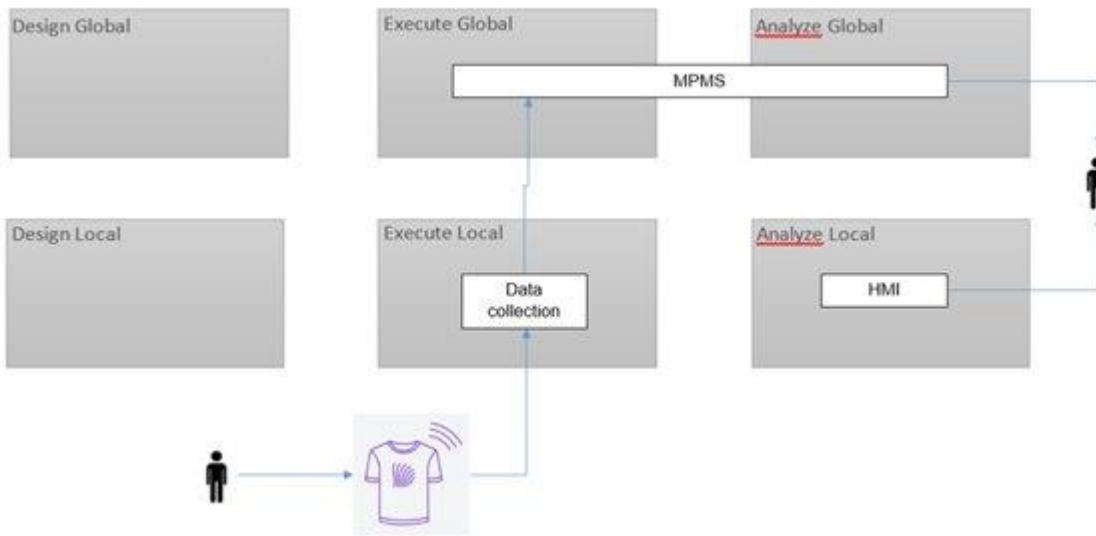 Design Global
Execute Global
Analyze Global
MPMS
Design Local
Execute Local
Analyze Local
Data
collection
HMI